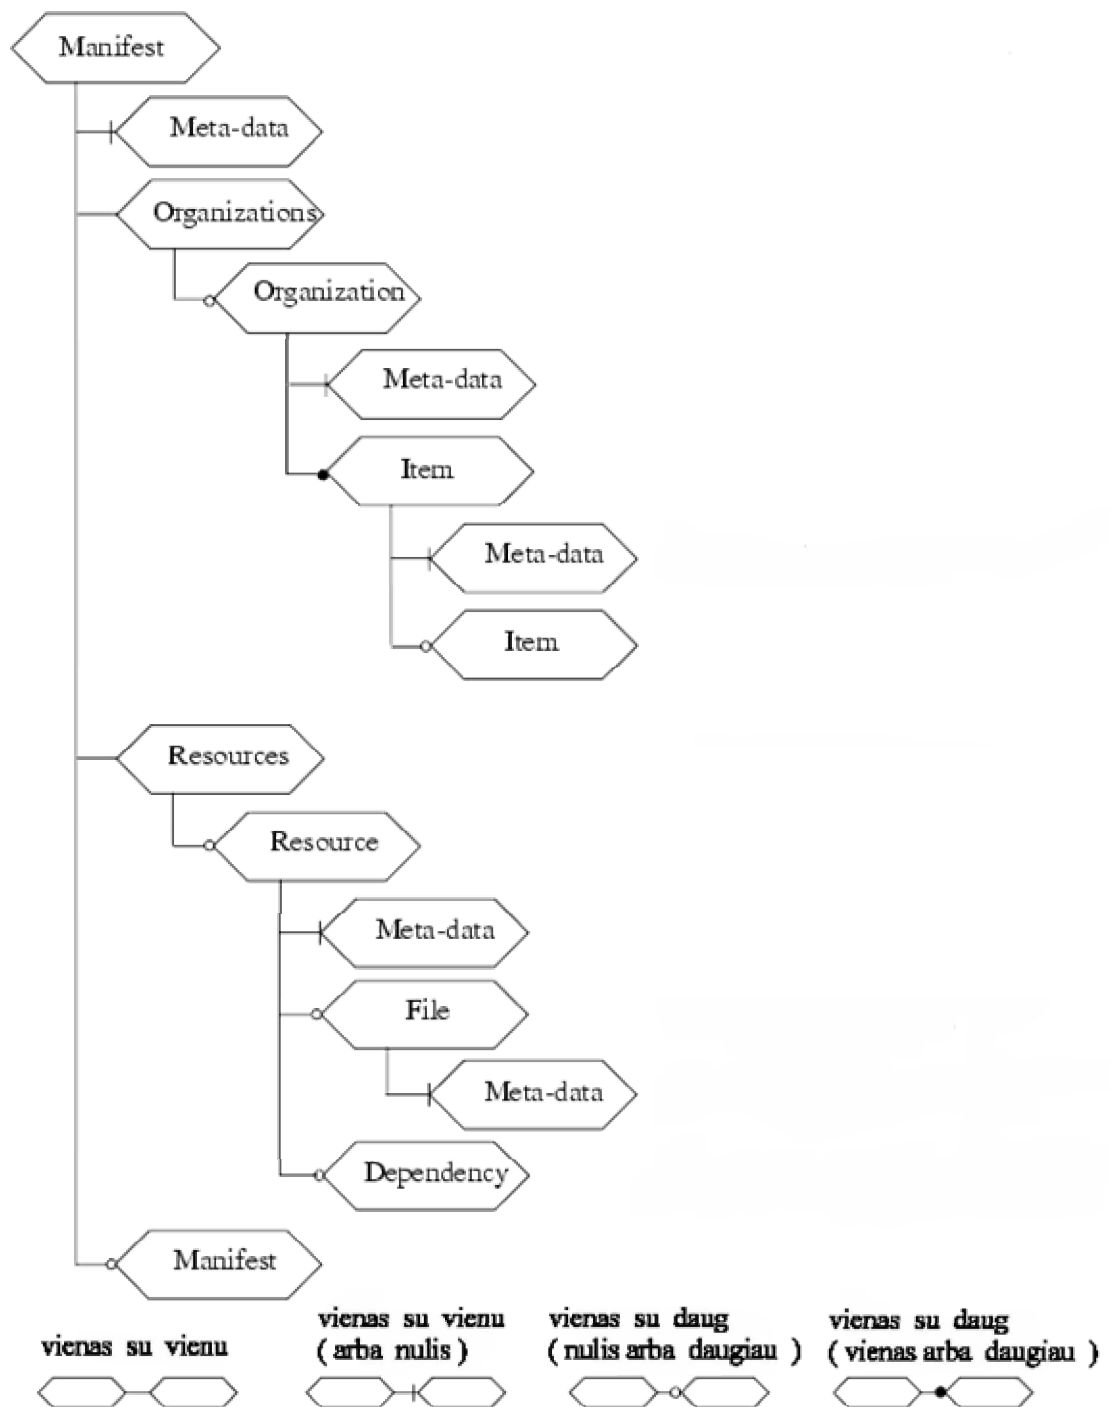 Manifest
Meta-data
Organizations
Organization
Meta-data
Item
Meta-data
Item
Resources
Resource
Meta-data
File
Meta-data
Dependency
Manifest
vienas su vienu
vienas su vienu
( arba nulis )
vienas su daug
( nulis arba daugiau )
vienas su daug
( vienas arba daugiau )